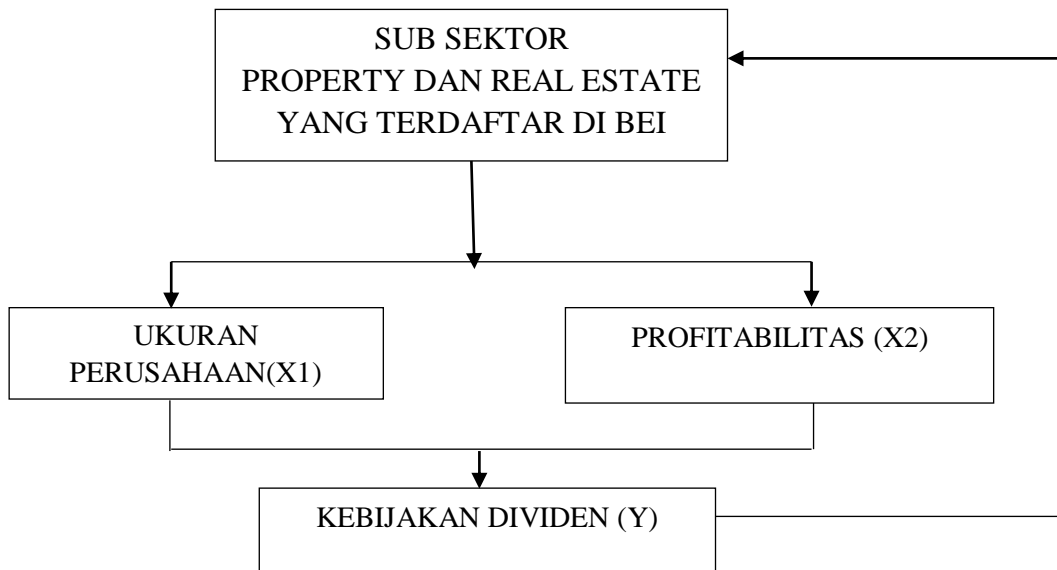 SUB SEKTOR
PROPERTY DAN REAL ESTATE
YANG TERDAFTAR DI BEI
UKURAN
PERUSAHAAN(X1)
PROFITABILITAS (X2)
KEBIJAKAN DIVIDEN (Y)